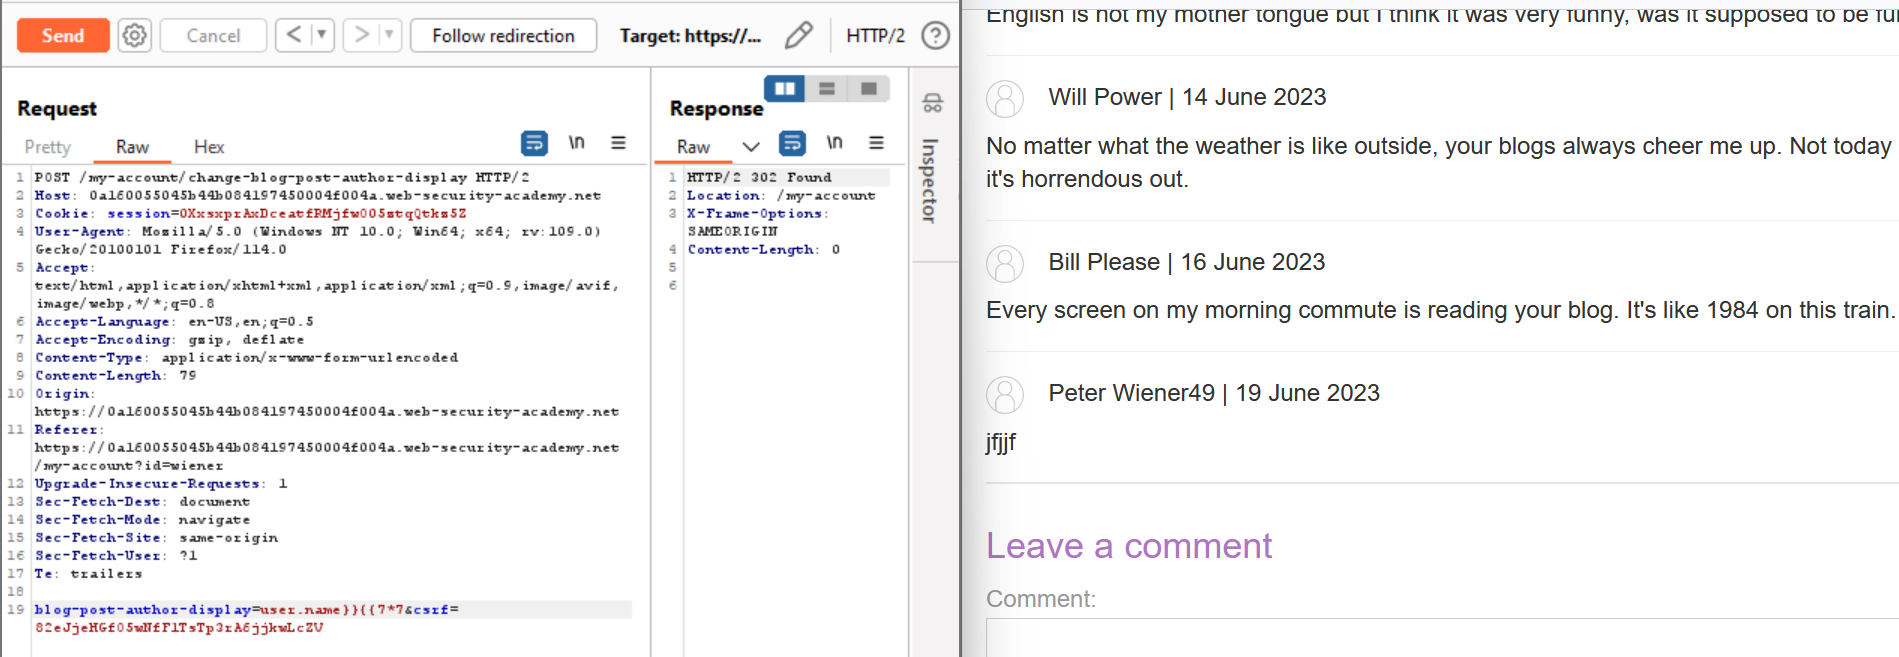 Send
Cancel
<
>
Follow redirection
Target: https://...
HTTP/2
?
Request
Pretty
Raw
Hex
\n
1 POST /my-account/change-blog-post-author-display HTTP/2
2 Host: 0a160055045b44b084197450004f004a.web-security-academy.net
3 Cookie: session=0XxsxprAxDceatfRMjfw005stqQtks5Z
4 User-Agent: Mozilla/5.0 (Windows NT 10.0; Win64; x64; rv:109.0)
Gecko/20100101 Firefox/114.0
5 Accept:
text/html,application/xhtml+xml,application/xml;q=0.9,image/avif,
image/webp,*/*;q=0.8
6 Accept-Language: en-US,en;q=0.5
7 Accept-Encoding: gzip, deflate
8 Content-Type: application/x-www-form-urlencoded
9 Content-Length: 79
10 Origin:
https://0a160055045b44b084197450004f004a.web-security-academy.net
11 Referer:
https://0a160055045b44b084197450004f004a.web-security-academy.net
/my-account?id=wiener
12 Upgrade-Insecure-Requests: 1
13 Sec-Fetch-Dest: document
14 Sec-Fetch-Mode: navigate
15 Sec-Fetch-Site: same-origin
16 Sec-Fetch-User: ?1
17 Te: trailers
18
19 blog-post-author-display=user.name}}{{7*7&csrf=
82eJjeHGf05wNfF1TsTp3rA6jjkwLcZV
Response
Raw
\n
1 HTTP/2 302 Found
2 Location: /my-account
3 X-Frame-Options:
SAMEORIGIN
4 Content-Length: 0
5
6
Inspector
English is not my mother tongue but I think it was very funny, was it supposed to be
Will Power | 14 June 2023
No matter what the weather is like outside, your blogs always cheer me up. Not today
it's horrendous out.
Bill Please | 16 June 2023
Every screen on my morning commute is reading your blog. It's like 1984 on this train.
Peter Wiener49 | 19 June 2023
jfjjf
Leave a comment
Comment: